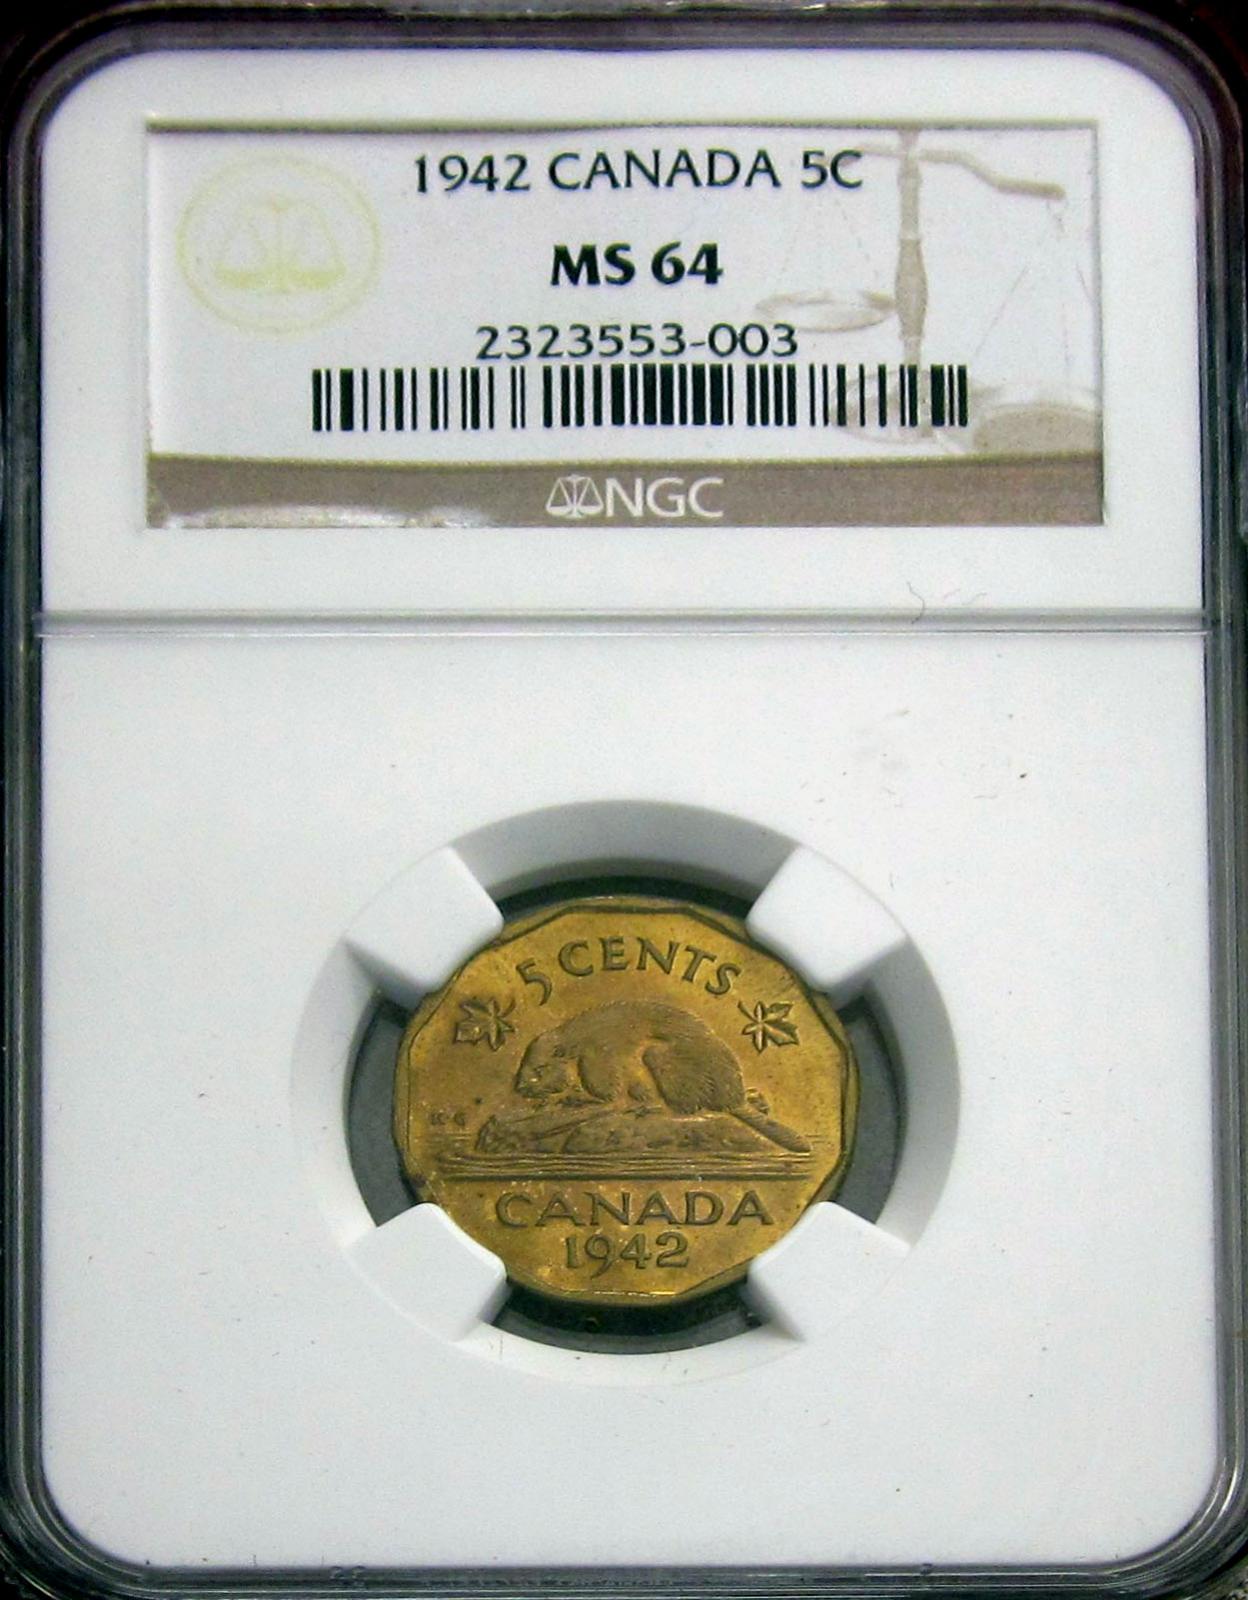 1942 CANADA 5C
MS 64
2323553-003
NGC
5 CENTS
K·G
CANADA
1942